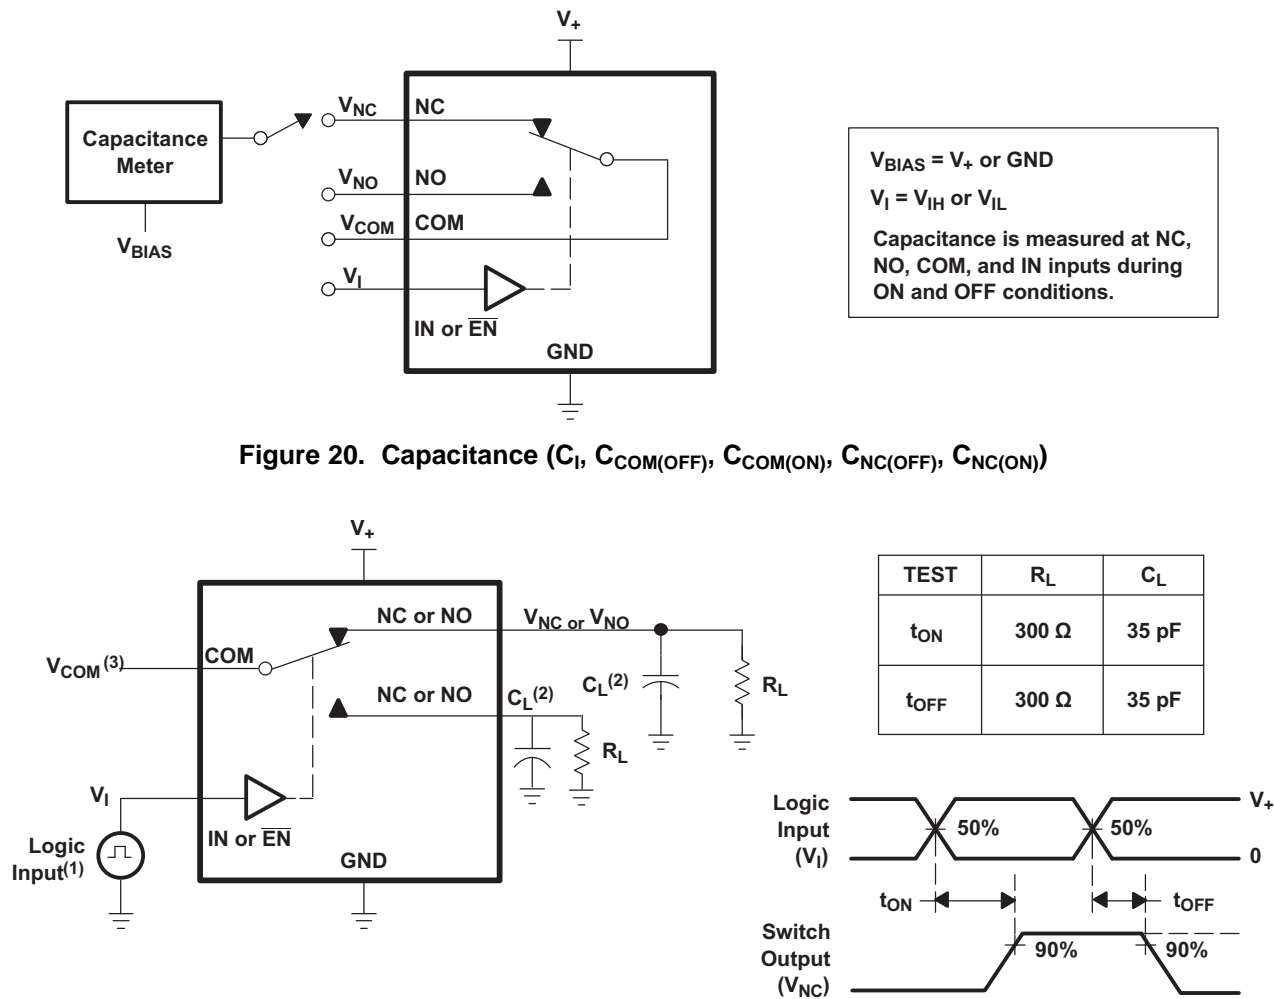 V+
Capacitance
Meter
VBIAS
VNC
NC
VNO
NO
VCOM
COM
VI
IN or E̅N̅
GND
VBIAS = V+ or GND
VI = VIH or VIL
Capacitance is measured at NC,
NO, COM, and IN inputs during
ON and OFF conditions.
Figure 20. Capacitance (CI, CCOM(OFF), CCOM(ON), CNC(OFF), CNC(ON))
V+
NC or NO
VNC or VNO
VCOM(3)
COM
CL(2)
RL
NC or NO
CL(2)
RL
VI
IN or E̅N̅
Logic
Input(1)
GND
TEST RL CL
tON 300 Ω 35 pF
tOFF 300 Ω 35 pF
Logic
Input
(VI)
50%
50%
V+
0
tON
tOFF
Switch
Output
(VNC)
90%
90%